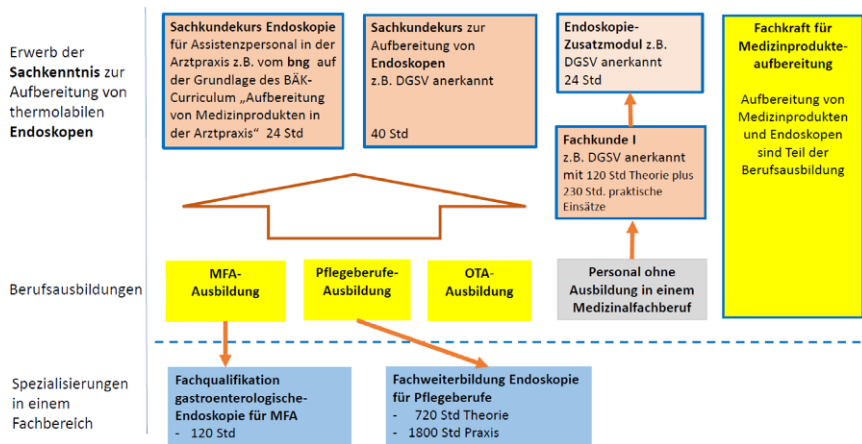 Erwerb der
Sachkenntnis zur
Aufbereitung von
thermolabilen
Endoskopen
Sachkundekurs Endoskopie
für Assistenzpersonal in der
Arztpraxis z.B. vom bng auf
der Grundlage des BÄK-
Curriculum „Aufbereitung
von Medizinprodukten in
der Arztpraxis“ 24 Std
Sachkundekurs zur
Aufbereitung von
Endoskopen
z.B. DGSV anerkannt
40 Std
Endoskopie-
Zusatzmodul z.B.
DGSV anerkannt
24 Std
Fachkunde I
z.B. DGSV anerkannt
mit 120 Std Theorie plus
230 Std. praktische
Einsätze
Fachkraft für
Medizinprodukte-
aufbereitung
Aufbereitung von
Medizinprodukten
und Endoskopen
sind Teil der
Berufsausbildung
Berufsausbildungen
MFA-
Ausbildung
Pflegeberufe-
Ausbildung
OTA-
Ausbildung
Personal ohne
Ausbildung in einem
Medizinalfachberuf
Spezialisierungen
in einem
Fachbereich
Fachqualifikation
gastroenterologische-
Endoskopie für MFA
- 120 Std
Fachweiterbildung Endoskopie
für Pflegeberufe
- 720 Std Theorie
- 1800 Std Praxis